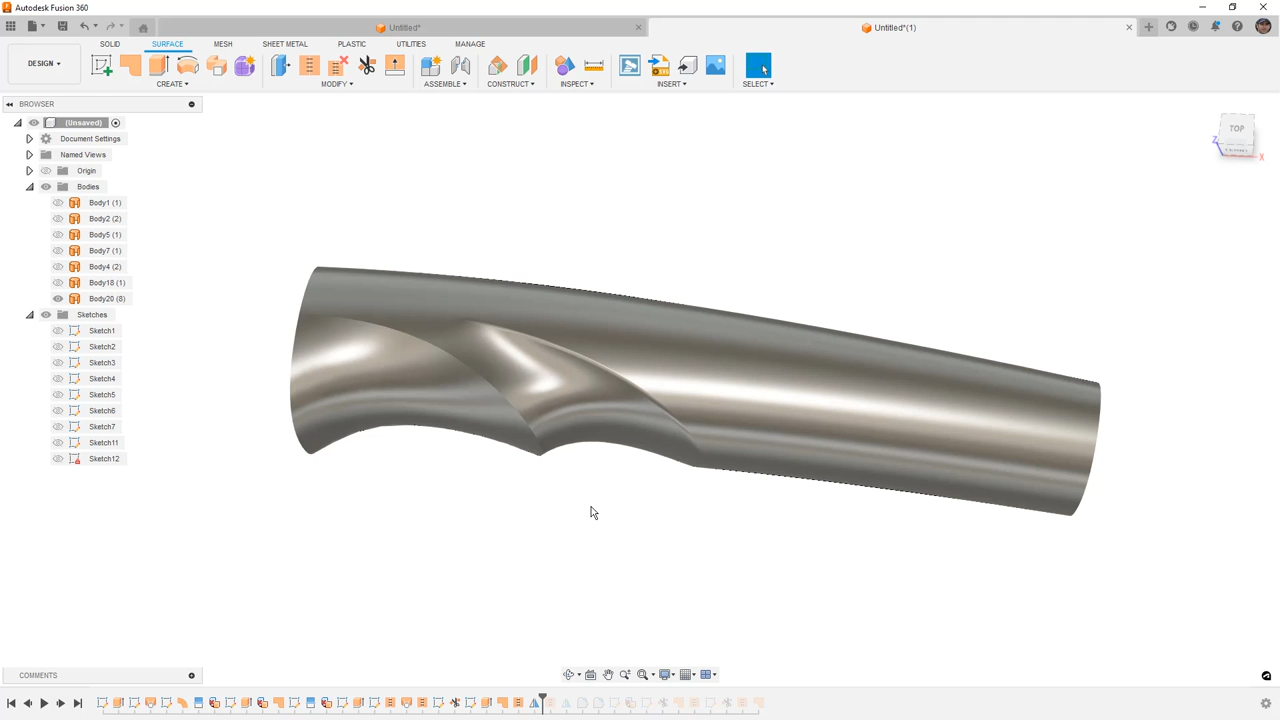 Autodesk Fusion 360
Untitled*
Untitled*(1)
SOLID
SURFACE
MESH
SHEET METAL
PLASTIC
UTILITIES
MANAGE
DESIGN
CREATE
MODIFY
ASSEMBLE
CONSTRUCT
INSPECT
INSERT
SELECT
BROWSER
(Unsaved)
Document Settings
Named Views
Origin
Bodies
Body1 (1)
Body2 (2)
Body5 (1)
Body7 (1)
Body4 (2)
Body18 (1)
Body20 (8)
Sketches
Sketch1
Sketch2
Sketch3
Sketch4
Sketch5
Sketch6
Sketch7
Sketch11
Sketch12
TOP
Z
X
COMMENTS